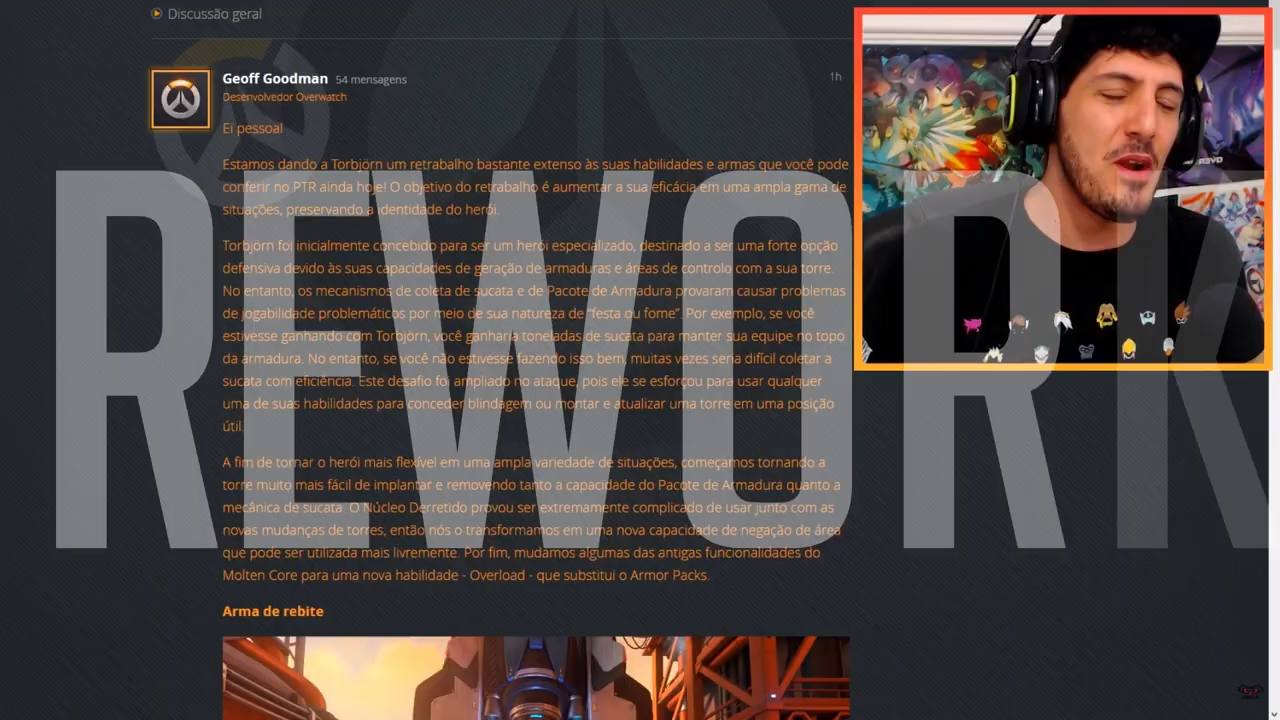 Discussão geral
Geoff Goodman 54 mensagens
1h
Desenvolvedor Overwatch
Ei pessoal
Estamos dando a Torbjörn um retrabalho bastante extenso às suas habilidades e armas que você pode
conferir no PTR ainda hoje! O objetivo do retrabalho é aumentar a sua eficácia em uma ampla gama de
situações, preservando a identidade do herói.
Torbjörn foi inicialmente concebido para ser um herói especializado, destinado a ser uma forte opção
defensiva devido às suas capacidades de geração de armaduras e áreas de controlo com a sua torre.
No entanto, os mecanismos de coleta de sucata e de Pacote de Armadura provaram causar problemas
de jogabilidade problemáticos por meio de sua natureza de “festa ou fome”. Por exemplo, se você
estivesse ganhando com Torbjorn, você ganharia toneladas de sucata para manter sua equipe no topo
da armadura. No entanto, se você não estivesse fazendo isso bem, muitas vezes seria difícil coletar a
sucata com eficiência. Este desafio foi ampliado no ataque, pois ele se esforçou para usar qualquer
uma de suas habilidades para conceder blindagem ou montar e atualizar uma torre em uma posição
útil.
A fim de tornar o herói mais flexível em uma ampla variedade de situações, começamos tornando a
torre muito mais fácil de implantar e removendo tanto a capacidade do Pacote de Armadura quanto a
mecânica de sucata. O Núcleo Derretido provou ser extremamente complicado de usar junto com as
novas mudanças de torres, então nós o transformamos em uma nova capacidade de negação de área
que pode ser utilizada mais livremente. Por fim, mudamos algumas das antigas funcionalidades do
Molten Core para uma nova habilidade - Overload - que substitui o Armor Packs.
Arma de rebite
REWORK